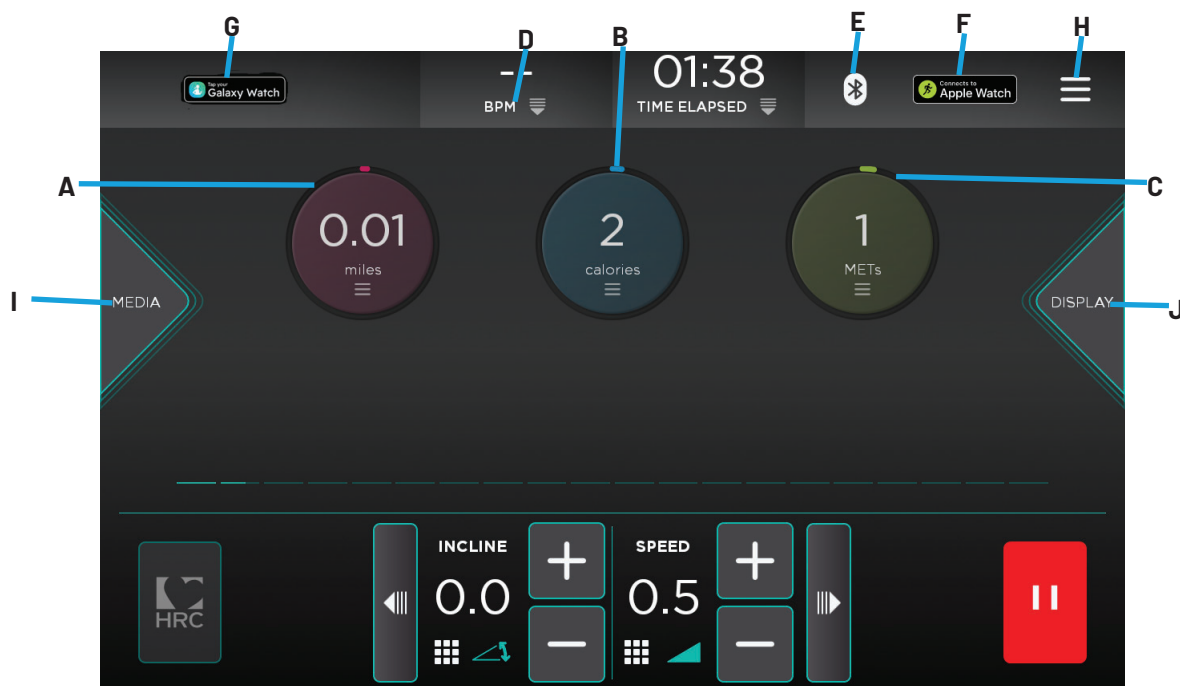 G
D
B
E
F
H
Tap your
Galaxy Watch
--
BPM
01:38
TIME ELAPSED
Connects to
Apple Watch
A
C
0.01
miles
2
calories
1
METs
I
MEDIA
DISPLAY
J
HRC
INCLINE
0.0
SPEED
0.5